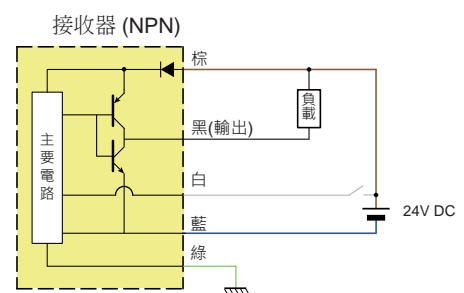 接收器 (NPN)
棕
負載
黑(輸出)
主要電路
白
24V DC
藍
綠